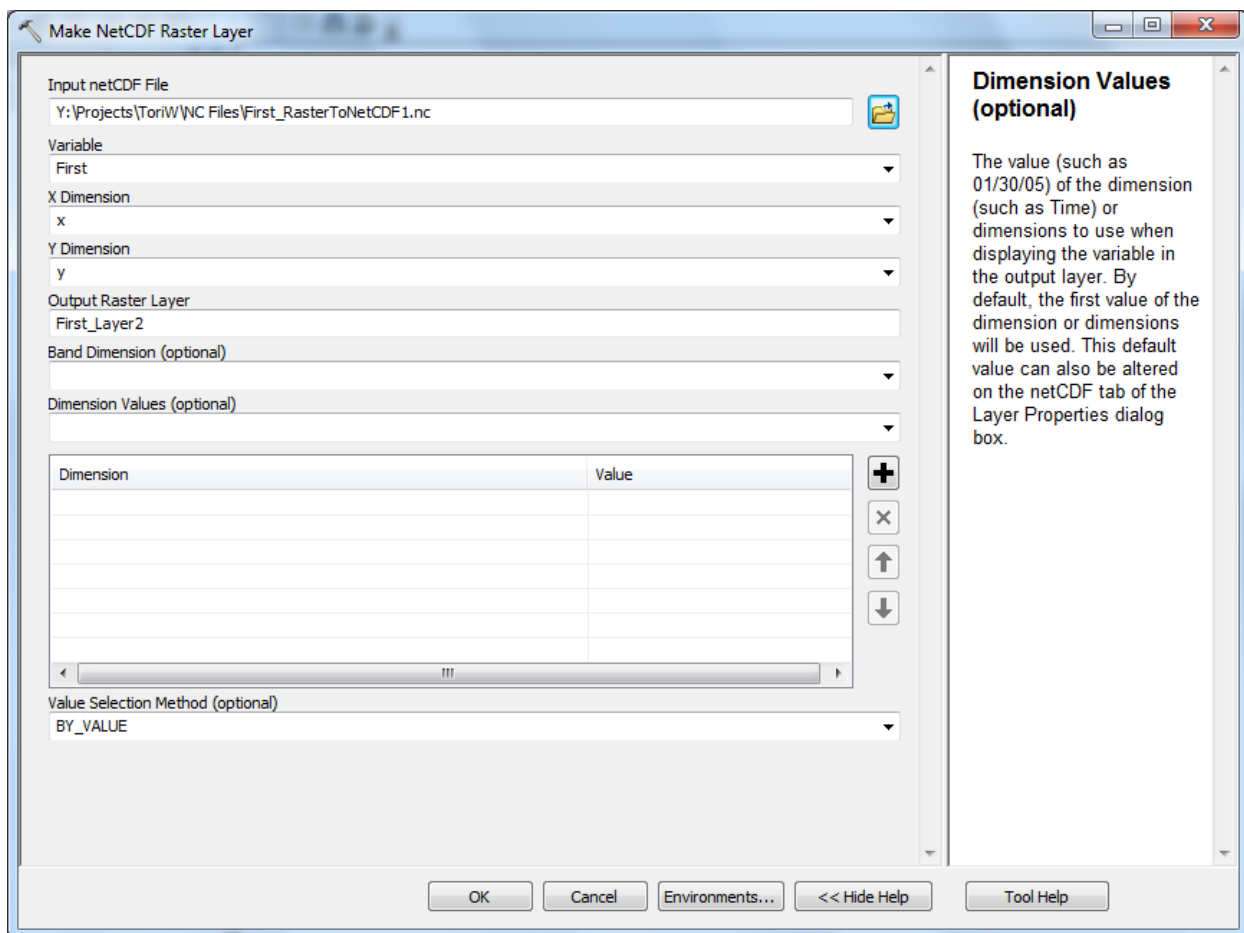 Make NetCDF Raster Layer
Input netCDF File
Y:\Projects\ToriW\NC Files\First_RasterToNetCDF1.nc
Variable
First
X Dimension
x
Y Dimension
y
Output Raster Layer
First_Layer2
Band Dimension (optional)
Dimension Values (optional)
Dimension Value
Value Selection Method (optional)
BY_VALUE
OK Cancel Environments... << Hide Help Tool Help
Dimension Values
(optional)
The value (such as
01/30/05) of the dimension
(such as Time) or
dimensions to use when
displaying the variable in
the output layer. By
default, the first value of the
dimension or dimensions
will be used. This default
value can also be altered
on the netCDF tab of the
Layer Properties dialog
box.